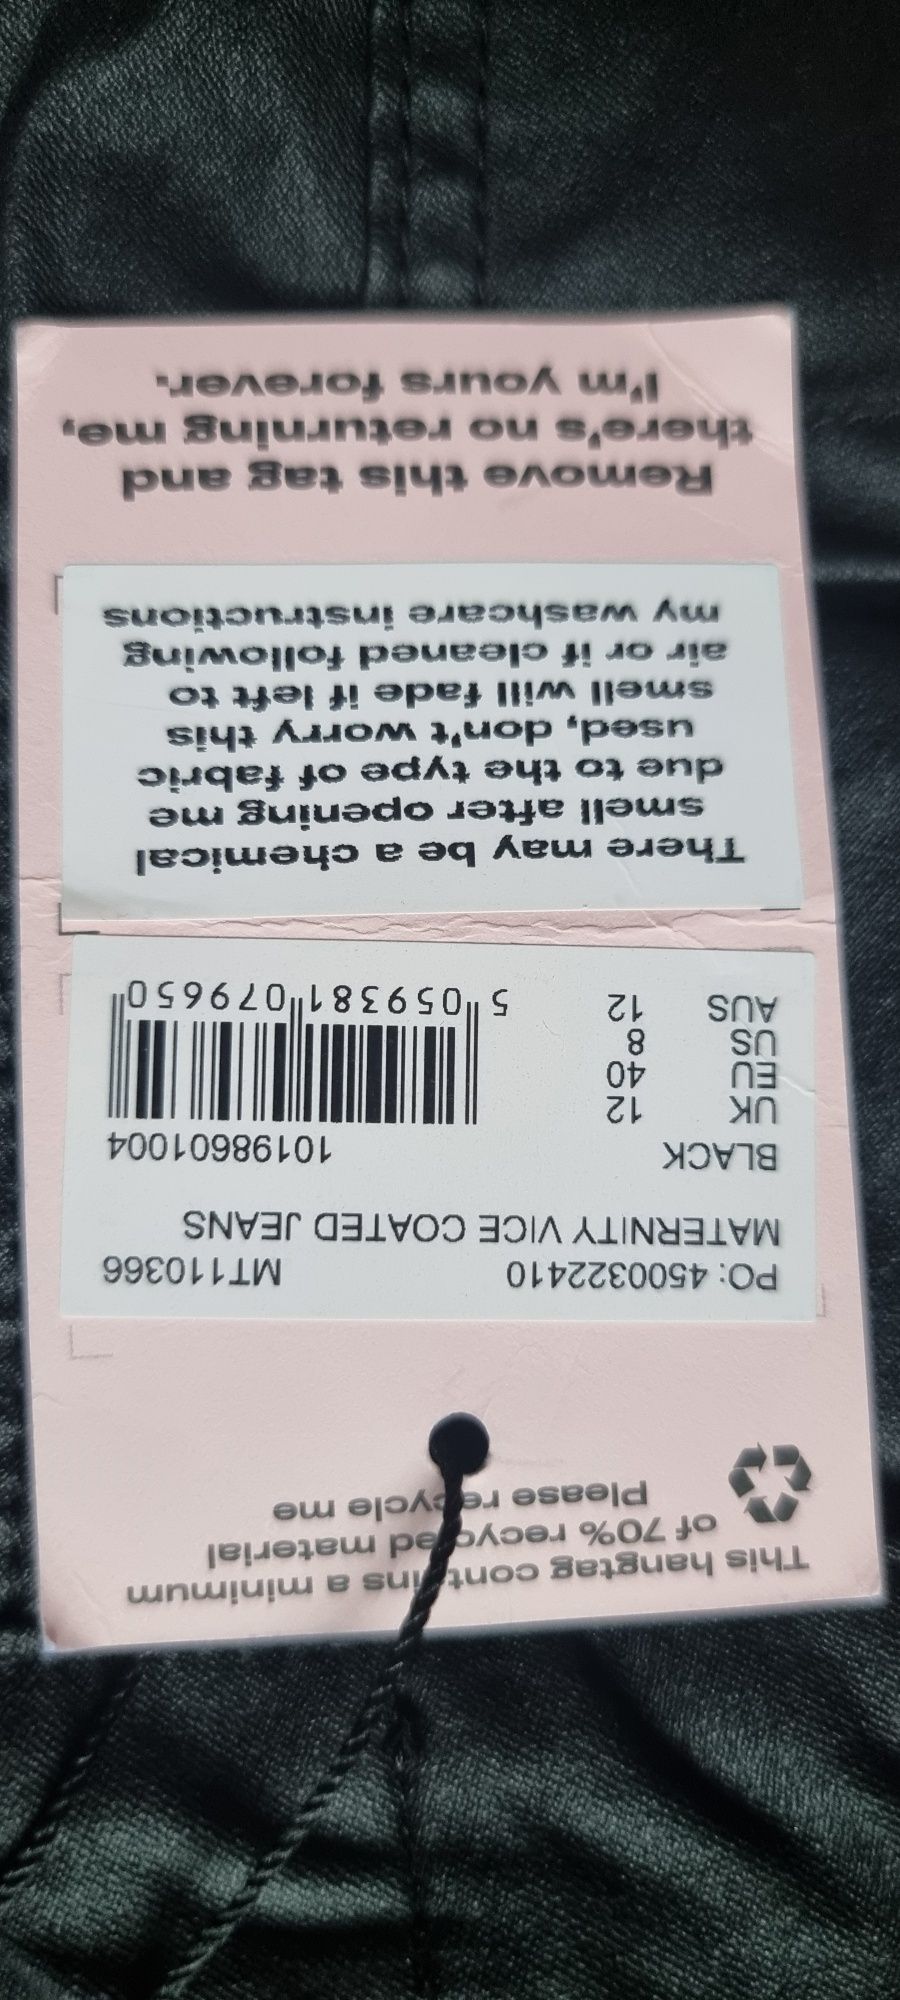 This hangtag contains a minimum
of 70% recycled material
Please recycle me
PO: 4500322410 MT110366
MATERNITY VICE COATED JEANS
BLACK 10198601004
UK 12
EU 40
US 8
AUS 12
5 059381 079650
There may be a chemical
smell after opening me
due to the type of fabric
used, don't worry this
smell will fade if left to
air or if cleaned following
my washcare instructions
Remove this tag and
there's no returning me,
I'm yours forever.